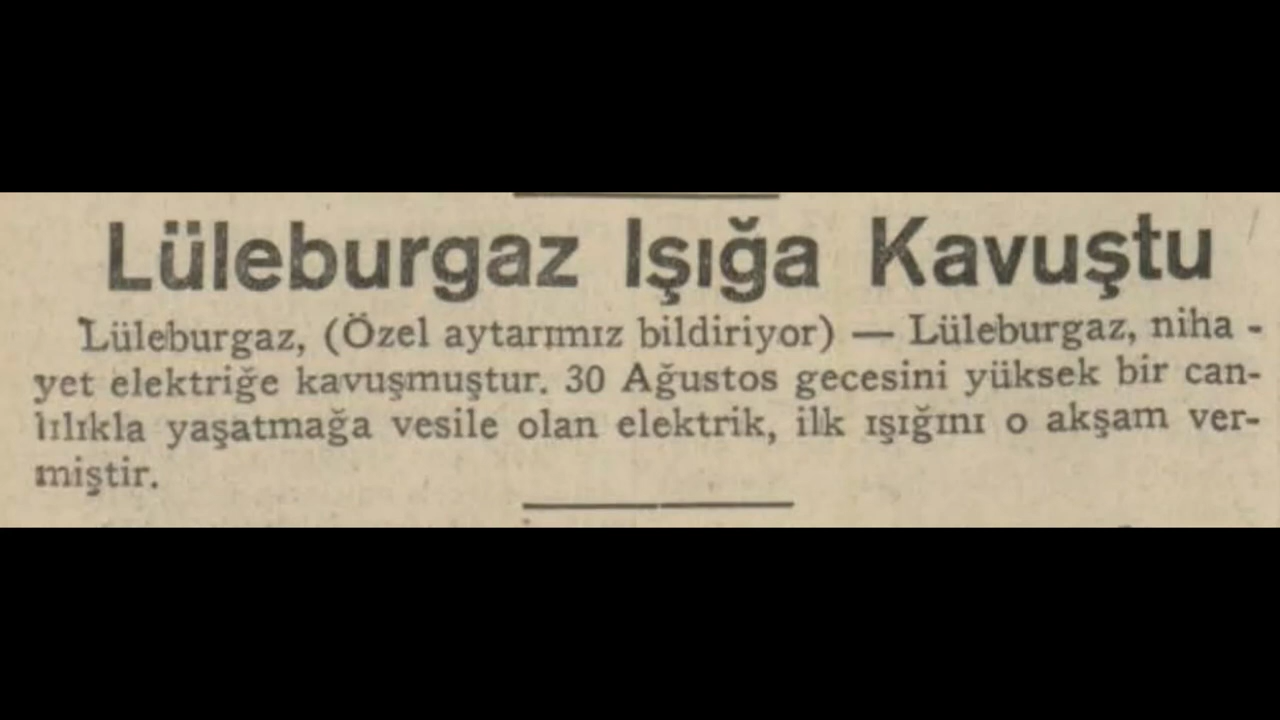 Lüleburgaz Işığa Kavuştu
Lüleburgaz, (Özel aytarımız bildiriyor) — Lüleburgaz, niha -
yet elektriğe kavuşmuştur. 30 Ağustos gecesini yüksek bir can-
lılıkla yaşatmağa vesile olan elektrik, ilk ışığını o akşam ver-
miştir.